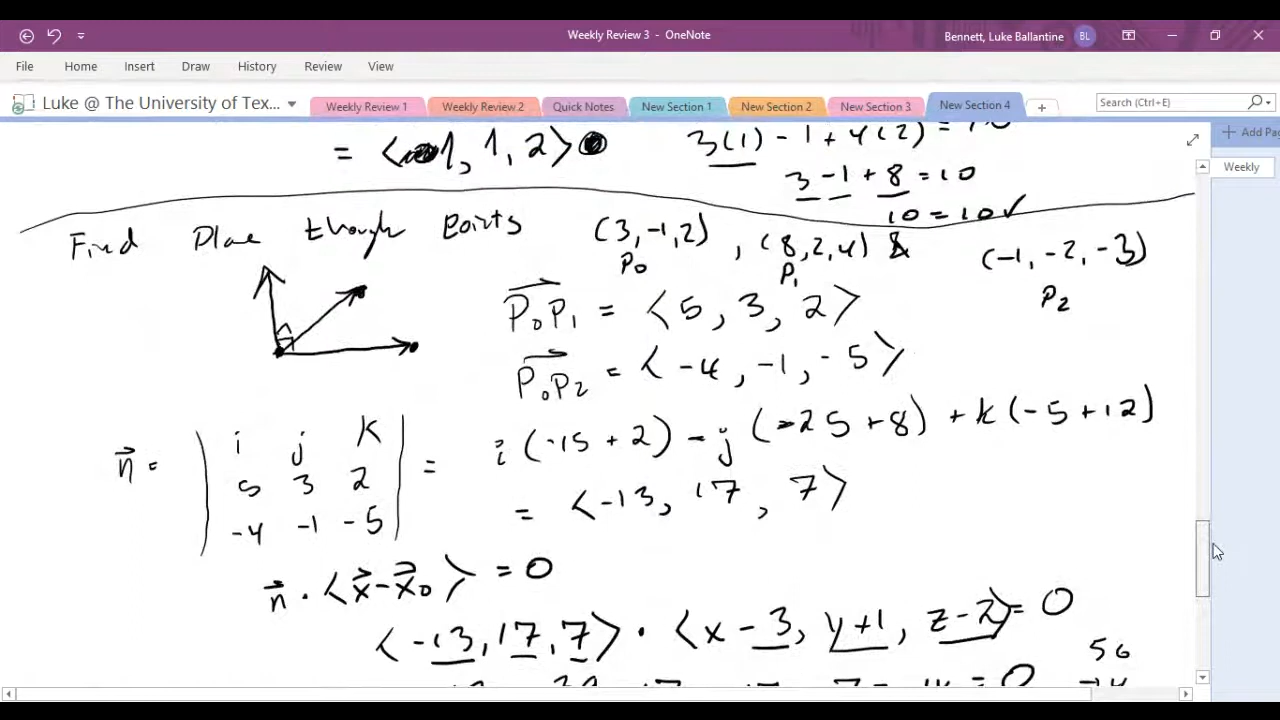 Weekly Review 3 - OneNote
Bennett, Luke Ballantine BL
File Home Insert Draw History Review View
Luke @ The University of Tex...
Weekly Review 1 Weekly Review 2 Quick Notes New Section 1 New Section 2 New Section 3 New Section 4
Search (Ctrl+E)
Add Pag
Weekly
= <1, 1, 2>
3(1) - 1 + 4(2) = 10
3 - 1 + 8 = 10
10 = 10 ✓
Find Plane though Points (3, -1, 2), (8, 2, 4) & (-1, -2, -3)
P0 P1 P2
P0P1 = <5, 3, 2>
P0P2 = <-4, -1, -5>
n = | i j k
5 3 2
-4 -1 -5 | = i(-15 + 2) - j(-25 + 8) + k(-5 + 12)
= <-13, 17, 7>
n · <x - x0> = 0
<-13, 17, 7> · <x - 3, y + 1, z - 2> = 0